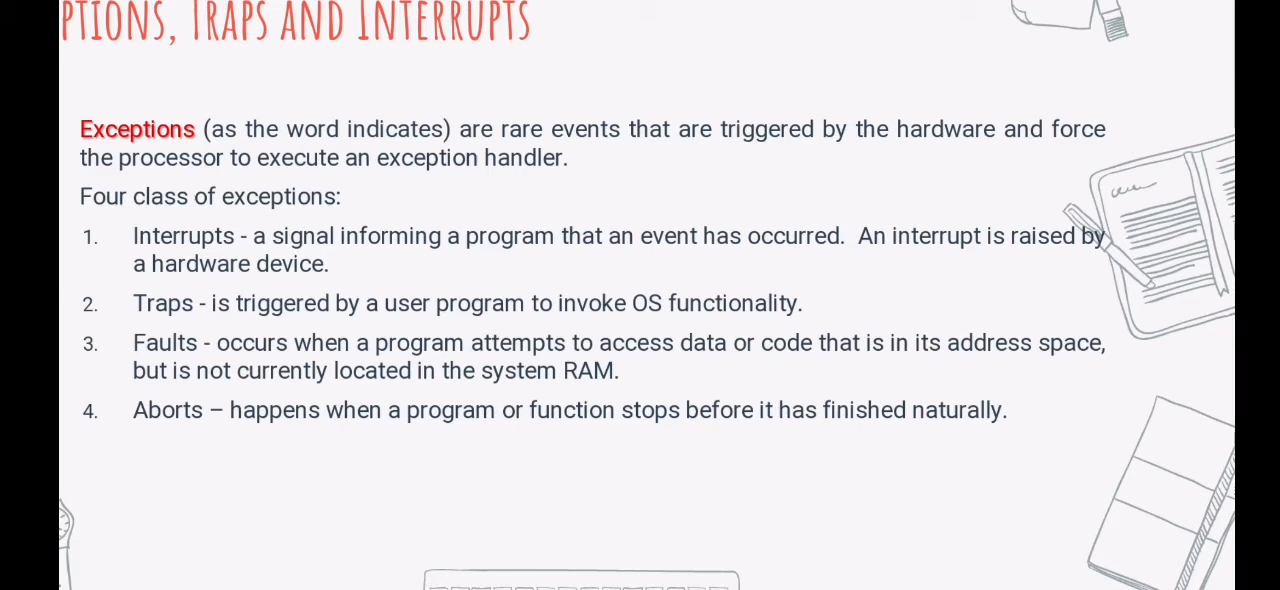 PTIONS, TRAPS AND INTERRUPTS
Exceptions (as the word indicates) are rare events that are triggered by the hardware and force
the processor to execute an exception handler.
Four class of exceptions:
1. Interrupts - a signal informing a program that an event has occurred.  An interrupt is raised by
a hardware device.
2. Traps - is triggered by a user program to invoke OS functionality.
3. Faults - occurs when a program attempts to access data or code that is in its address space,
but is not currently located in the system RAM.
4. Aborts – happens when a program or function stops before it has finished naturally.